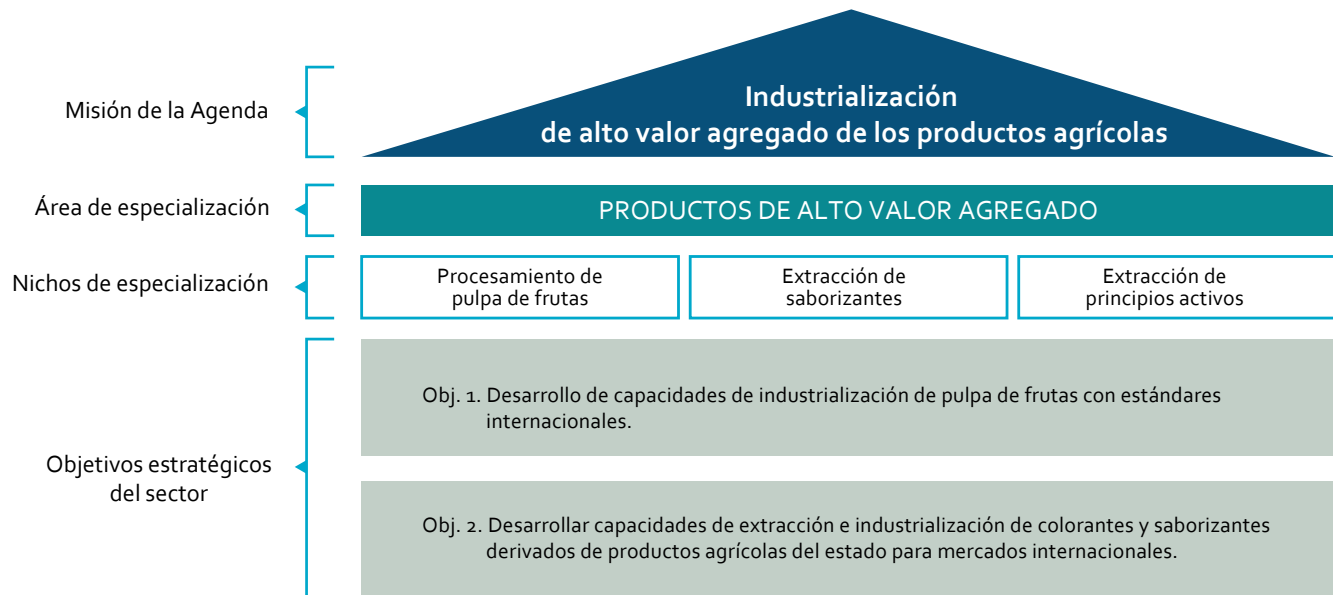 Misión de la Agenda
Industrialización
de alto valor agregado de los productos agrícolas
Área de especialización
PRODUCTOS DE ALTO VALOR AGREGADO
Nichos de especialización
Procesamiento de
pulpa de frutas
Extracción de
saborizantes
Extracción de
principios activos
Objetivos estratégicos
del sector
Obj. 1. Desarrollo de capacidades de industrialización de pulpa de frutas con estándares
internacionales.
Obj. 2. Desarrollar capacidades de extracción e industrialización de colorantes y saborizantes
derivados de productos agrícolas del estado para mercados internacionales.